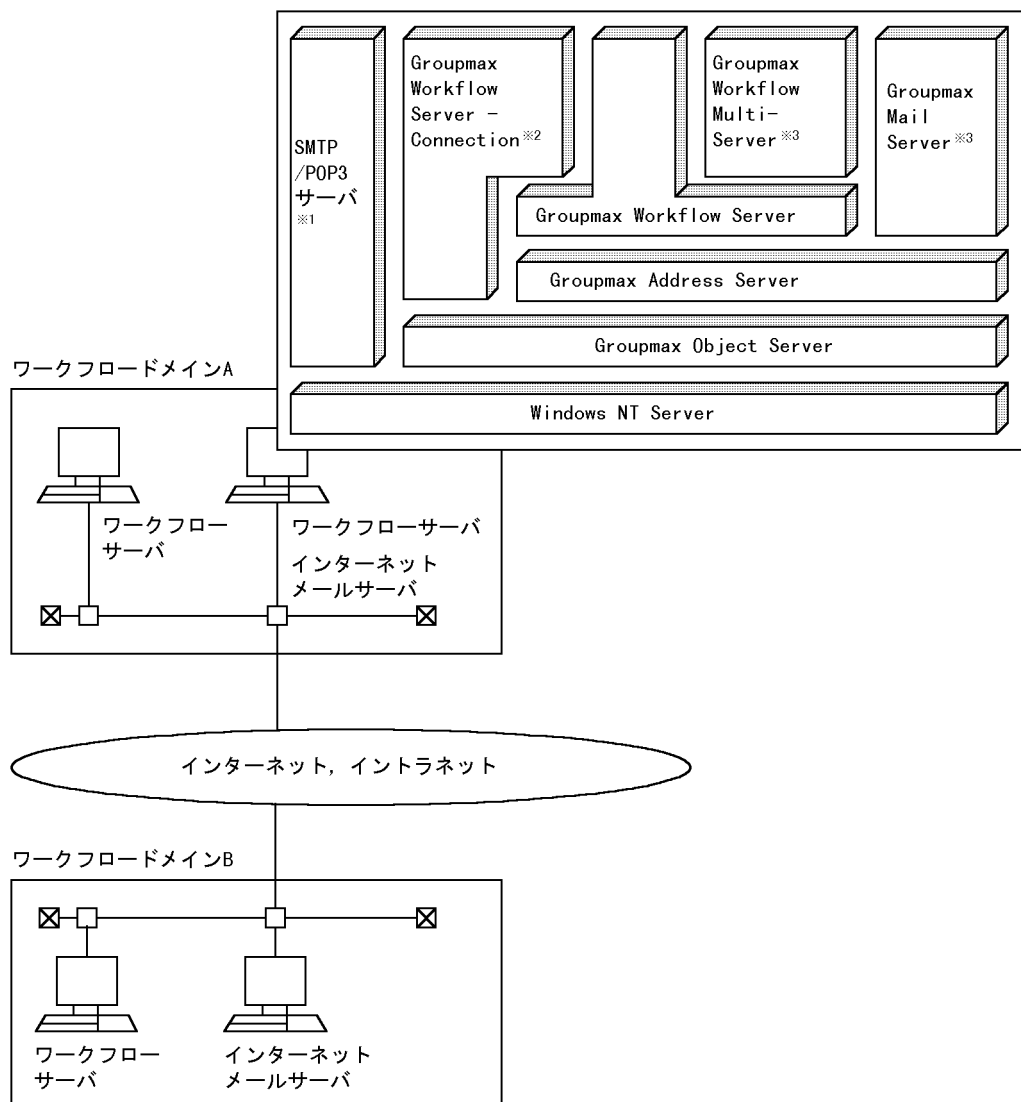 Groupmax
Workflow
Server −
Connection※2
Groupmax
Workflow
Multi−
Server※3
Groupmax
Mail
Server※3
SMTP
/POP3
サーバ
※1
Groupmax Workflow Server
Groupmax Address Server
Groupmax Object Server
Windows NT Server
ワークフロードメインA
ワークフロー
サーバ
ワークフローサーバ
インターネット
メールサーバ
インターネット，イントラネット
ワークフロードメインB
ワークフロー
サーバ
インターネット
メールサーバ